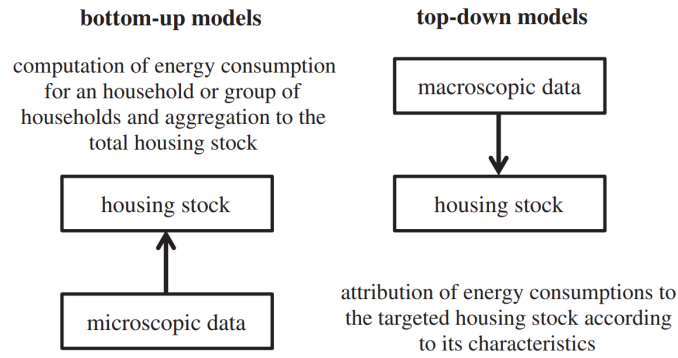 bottom-up models
computation of energy consumption
for an household or group of
households and aggregation to the
total housing stock
housing stock
microscopic data
top-down models
macroscopic data
housing stock
attribution of energy consumptions to
the targeted housing stock according
to its characteristics